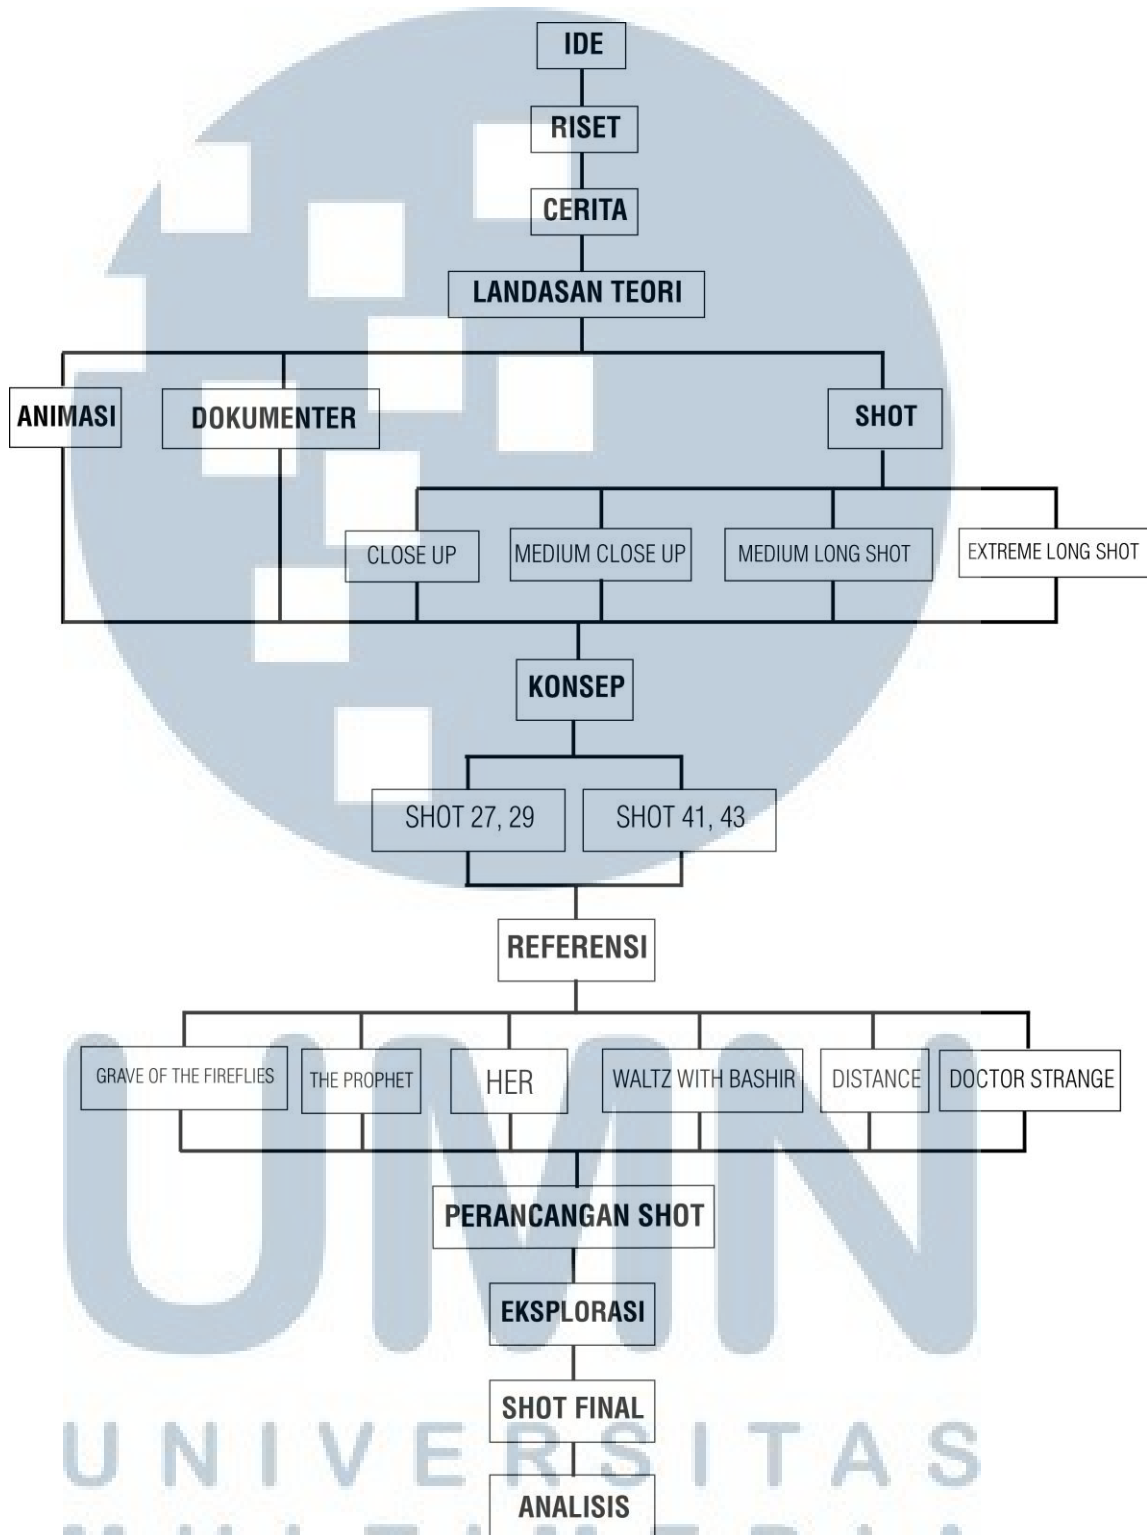 IDE
RISET
CERITA
LANDASAN TEORI
ANIMASI
DOKUMENTER
SHOT
CLOSE UP
MEDIUM CLOSE UP
MEDIUM LONG SHOT
EXTREME LONG SHOT
KONSEP
SHOT 27, 29
SHOT 41, 43
REFERENSI
GRAVE OF THE FIREFLIES
THE PROPHET
HER
WALTZ WITH BASHIR
DISTANCE
DOCTOR STRANGE
PERANCANGAN SHOT
EKSPLORASI
SHOT FINAL
ANALISIS
UMN
UNIVERSITAS